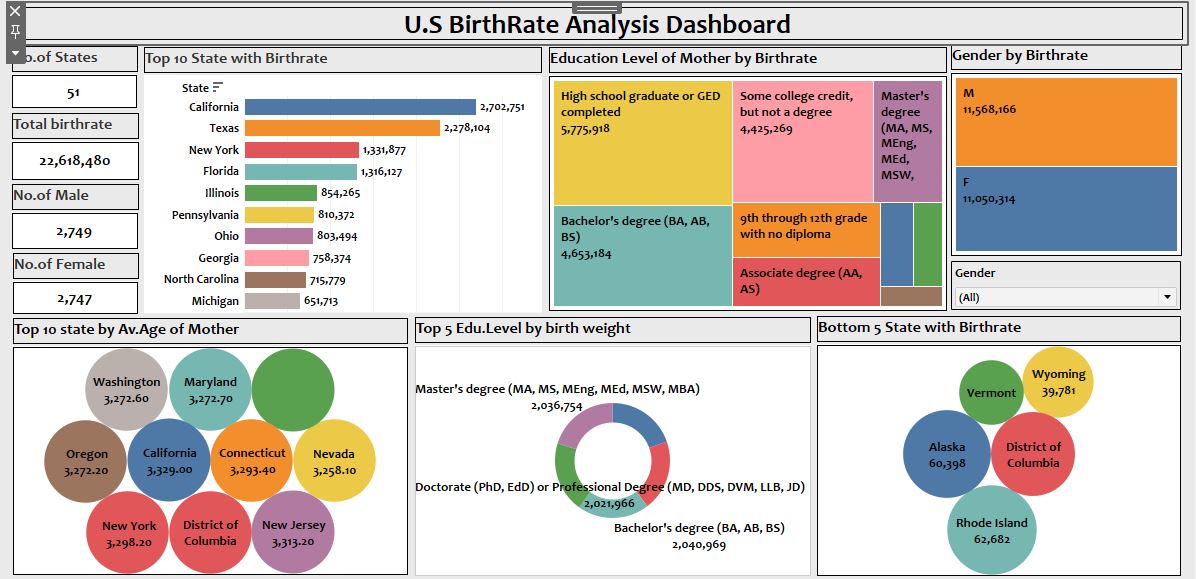 U.S BirthRate Analysis Dashboard
o.of States
51
Total birthrate
22,618,480
No.of Male
2,749
No.of Female
2,747
Top 10 State with Birthrate
State
California 2,702,751
Texas 2,278,104
New York 1,331,877
Florida 1,316,127
Illinois 854,265
Pennsylvania 810,372
Ohio 803,494
Georgia 758,374
North Carolina 715,779
Michigan 651,713
Education Level of Mother by Birthrate
High school graduate or GED
completed
5,775,918
Some college credit,
but not a degree
4,425,269
Master's
degree
(MA, MS,
MEng,
MEd,
MSW,
Bachelor's degree (BA, AB,
BS)
4,653,184
9th through 12th grade
with no diploma
Associate degree (AA,
AS)
Gender by Birthrate
M
11,568,166
F
11,050,314
Gender
(All)
Top 10 state by Av.Age of Mother
Washington
3,272.60
Maryland
3,272.70
Oregon
3,272.20
California
3,329.00
Connecticut
3,293.40
Nevada
3,258.10
New York
3,298.20
District of
Columbia
New Jersey
3,313.20
Top 5 Edu.Level by birth weight
Master's degree (MA, MS, MEng, MEd, MSW, MBA)
2,036,754
Doctorate (PhD, EdD) or Professional Degree (MD, DDS, DVM, LLB, JD)
2,021,966
Bachelor's degree (BA, AB, BS)
2,040,969
Bottom 5 State with Birthrate
Wyoming
39,781
Vermont
Alaska
60,398
District of
Columbia
Rhode Island
62,682